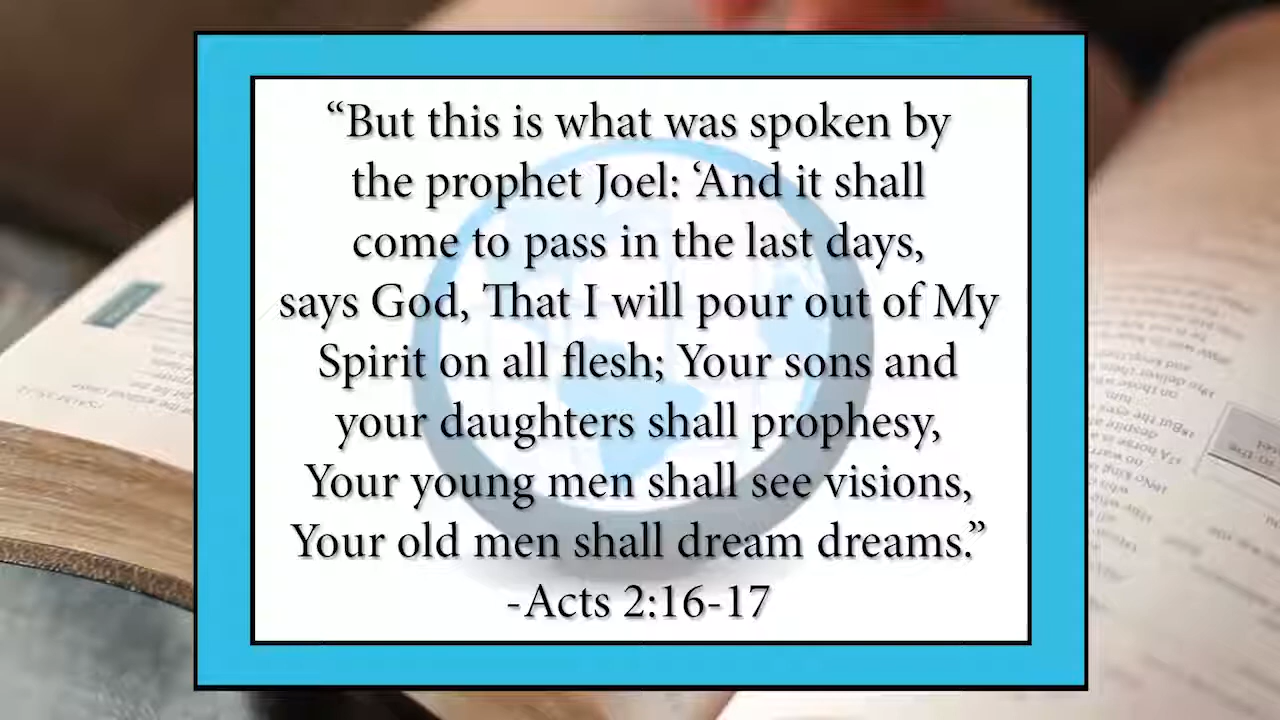 “But this is what was spoken by
the prophet Joel: ‘And it shall
come to pass in the last days,
says God, That I will pour out of My
Spirit on all flesh; Your sons and
your daughters shall prophesy,
Your young men shall see visions,
Your old men shall dream dreams.”
-Acts 2:16-17